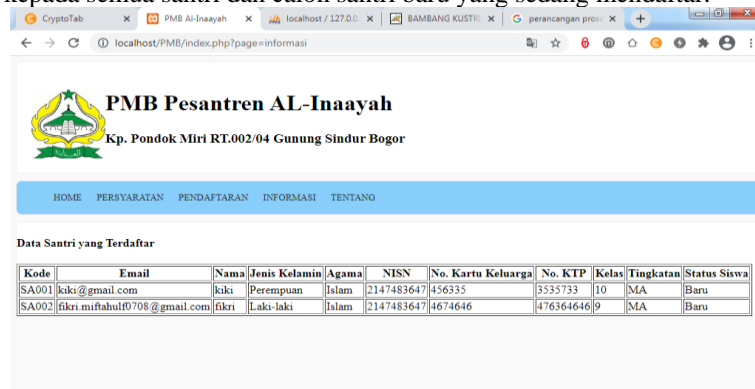 kepada semua santri dan calon santri baru yang sedang mendaftar.
CryptoTab PMB Al-Inaayah localhost / 127.0.0. BAMBANG KUSTRI perancangan pros
localhost/PMB/index.php?page=informasi
PMB Pesantren AL-Inaayah
Kp. Pondok Miri RT.002/04 Gunung Sindur Bogor
HOME PERSYARATAN PENDAFTARAN INFORMASI TENTANG
Data Santri yang Terdaftar
Kode Email Nama Jenis Kelamin Agama NISN No. Kartu Keluarga No. KTP Kelas Tingkatan Status Siswa
SA001 kiki@gmail.com kiki Perempuan Islam 2147483647 456335 3535733 10 MA Baru
SA002 fikri.miftahulf0708@gmail.com fikri Laki-laki Islam 2147483647 4674646 476364646 9 MA Baru